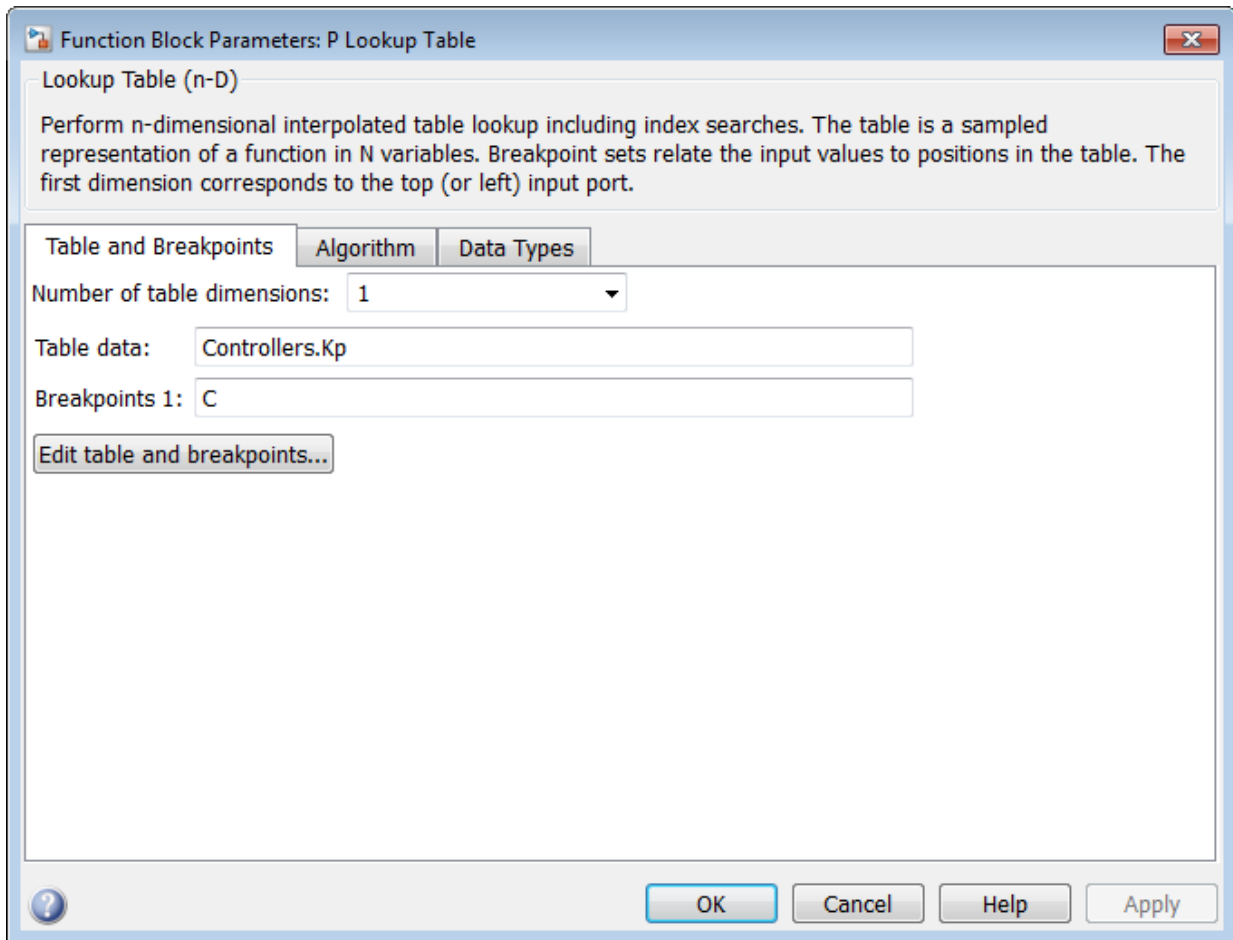 Function Block Parameters: P Lookup Table
Lookup Table (n-D)
Perform n-dimensional interpolated table lookup including index searches. The table is a sampled
representation of a function in N variables. Breakpoint sets relate the input values to positions in the table. The
first dimension corresponds to the top (or left) input port.
Table and Breakpoints Algorithm Data Types
Number of table dimensions: 1
Table data: Controllers.Kp
Breakpoints 1: C
Edit table and breakpoints...
? OK Cancel Help Apply